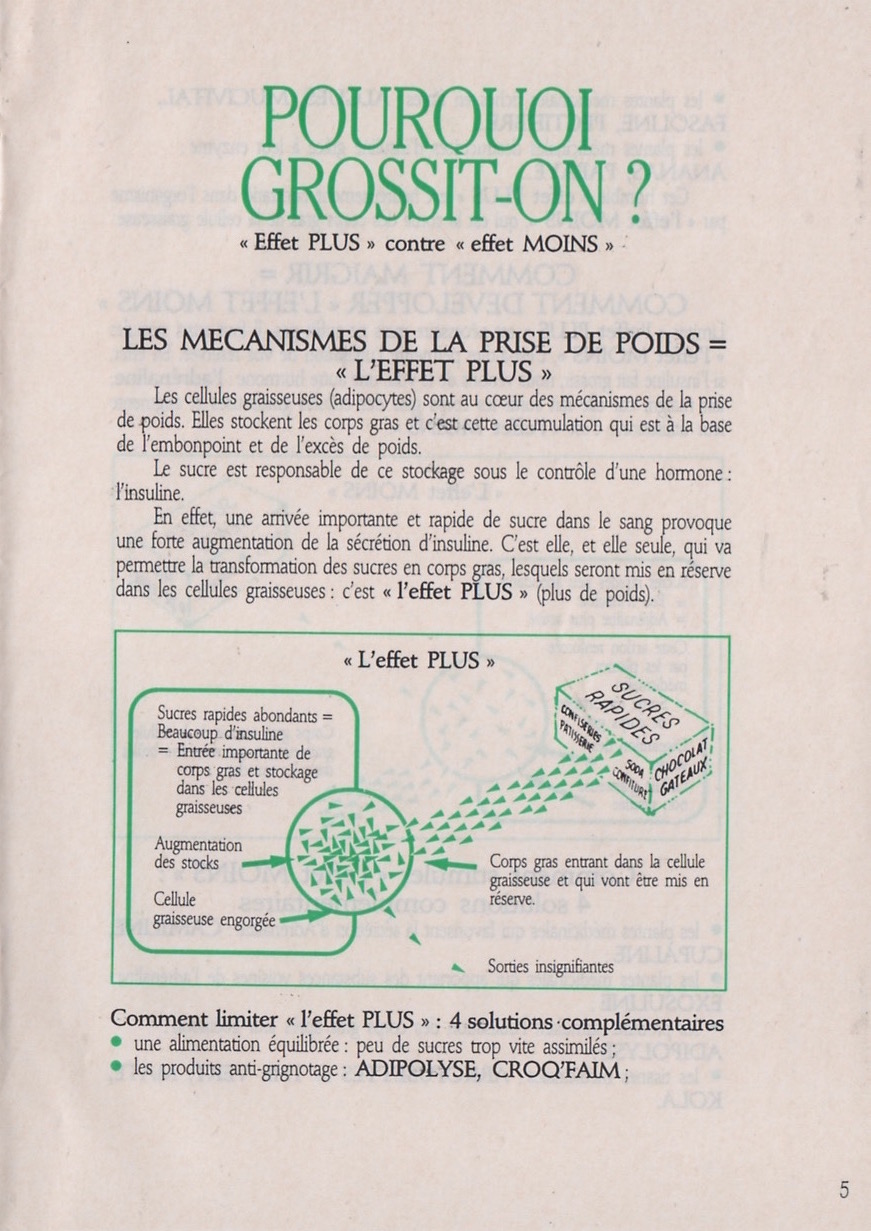 POURQUOI
GROSSIT-ON ?
« Effet PLUS » contre « effet MOINS »
LES MECANISMES DE LA PRISE DE POIDS =
« L'EFFET PLUS »
Les cellules graisseuses (adipocytes) sont au cœur des mécanismes de la prise
de poids. Elles stockent les corps gras et c'est cette accumulation qui est à la base
de l'embonpoint et de l'excès de poids.
Le sucre est responsable de ce stockage sous le contrôle d'une hormone :
l'insuline.
En effet, une arrivée importante et rapide de sucre dans le sang provoque
une forte augmentation de la sécrétion d'insuline. C'est elle, et elle seule, qui va
permettre la transformation des sucres en corps gras, lesquels seront mis en réserve
dans les cellules graisseuses : c'est « l'effet PLUS » (plus de poids).
« L'effet PLUS »
SUCRES
RAPIDES
CONFISERIES
PATISSERIE
SODA
CONFITURE
CHOCOLAT
GATEAUX
Sucres rapides abondants =
Beaucoup d'insuline
= Entrée importante de
corps gras et stockage
dans les cellules
graisseuses
Augmentation
des stocks
Cellule
graisseuse engorgée
Corps gras entrant dans la cellule
graisseuse et qui vont être mis en
réserve.
Sorties insignifiantes
Comment limiter « l'effet PLUS » : 4 solutions complémentaires
● une alimentation équilibrée : peu de sucres trop vite assimilés ;
● les produits anti-grignotage : ADIPOLYSE, CROQ'FAIM ;
5